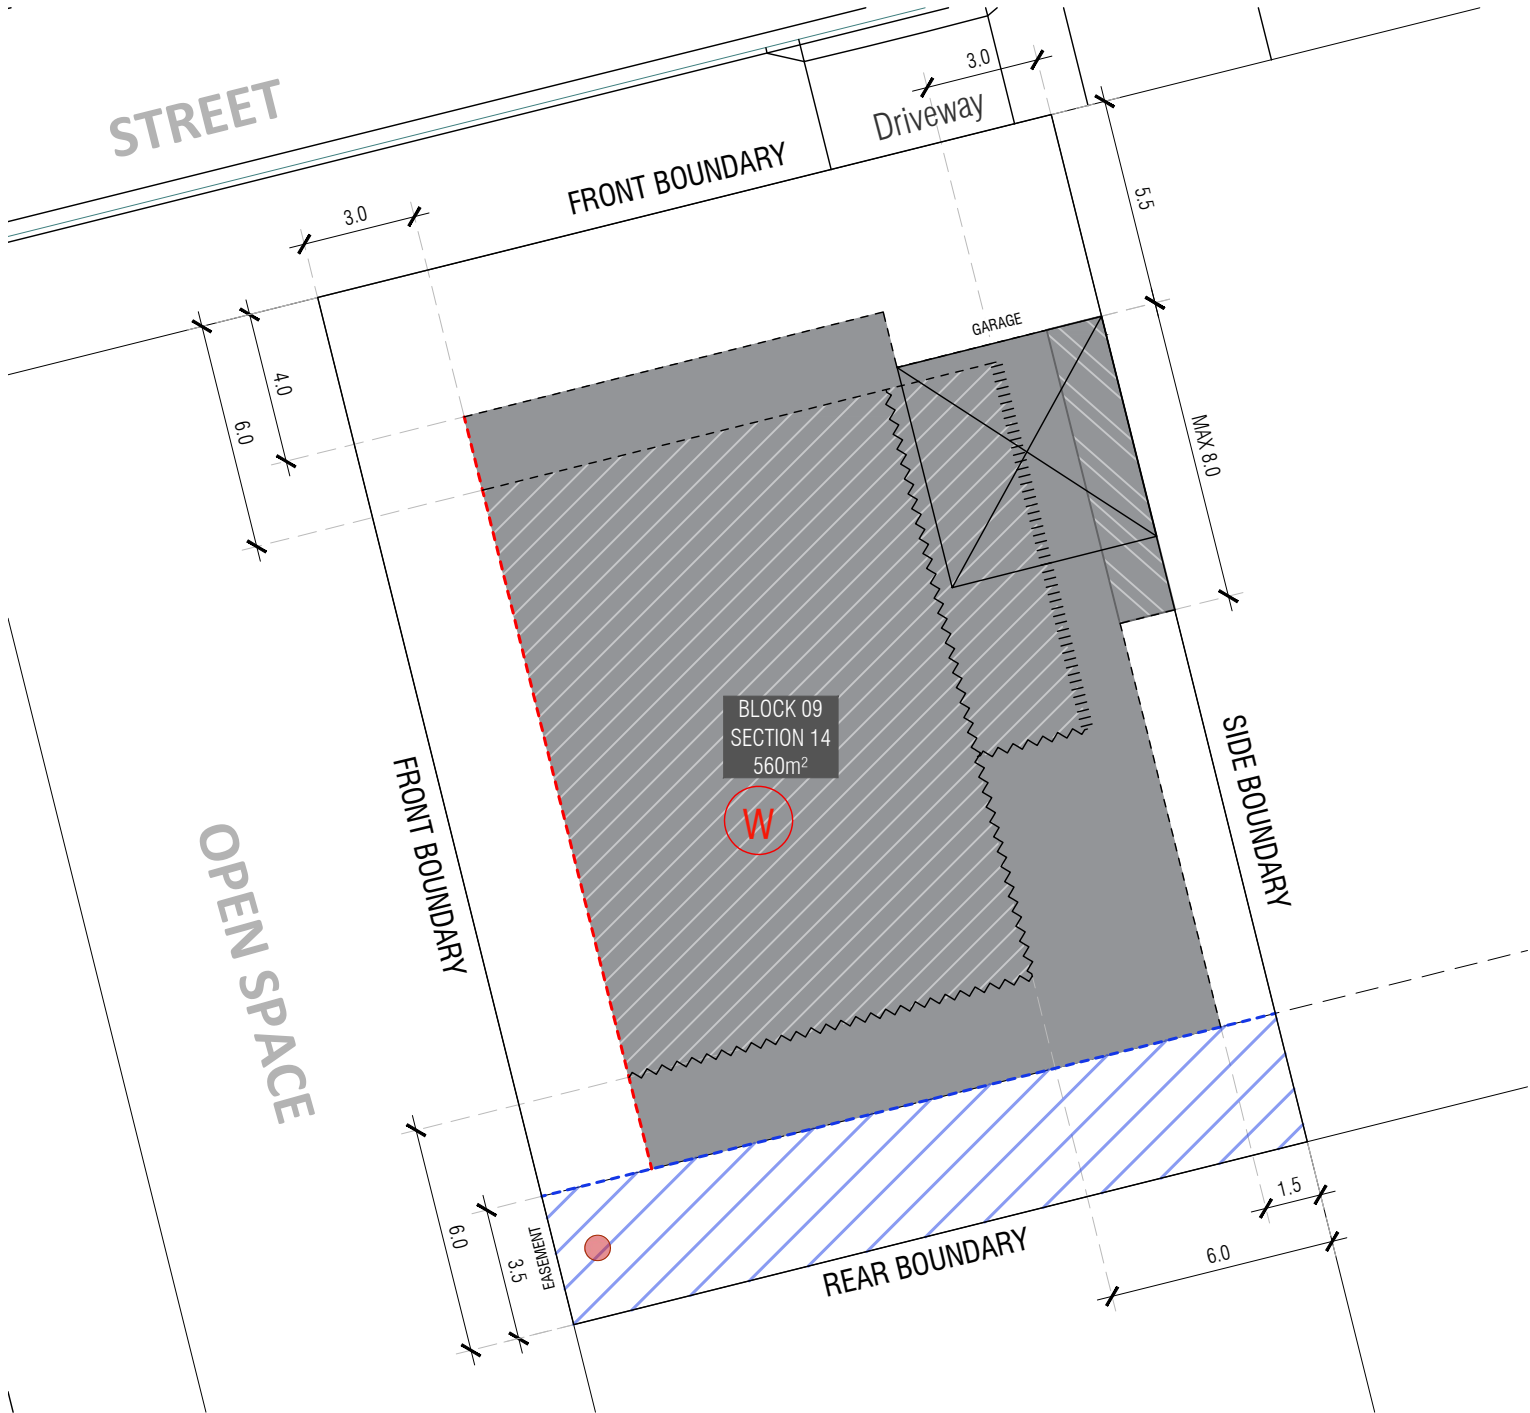 STREET
3.0
Driveway
FRONT BOUNDARY
3.0
5.5
4.0
6.0
GARAGE
MAX 8.0
BLOCK 09
SECTION 14
560m²
W
SIDE BOUNDARY
FRONT BOUNDARY
OPEN SPACE
6.0
3.5
EASEMENT
REAR BOUNDARY
1.5
6.0